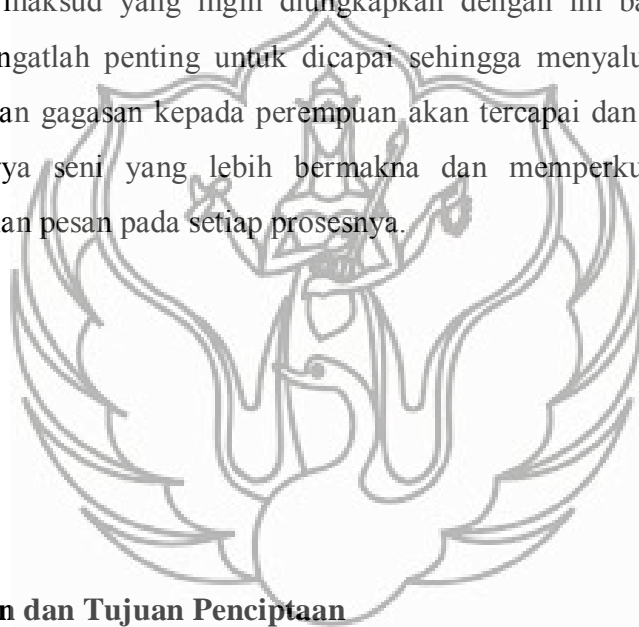 maksud yang ingin diungkapkan dengan ini ba
ngatlah penting untuk dicapai sehingga menyalu
an gagasan kepada perempuan akan tercapai dan
ya seni yang lebih bermakna dan memperku
an pesan pada setiap prosesnya.
n dan Tujuan Penciptaan